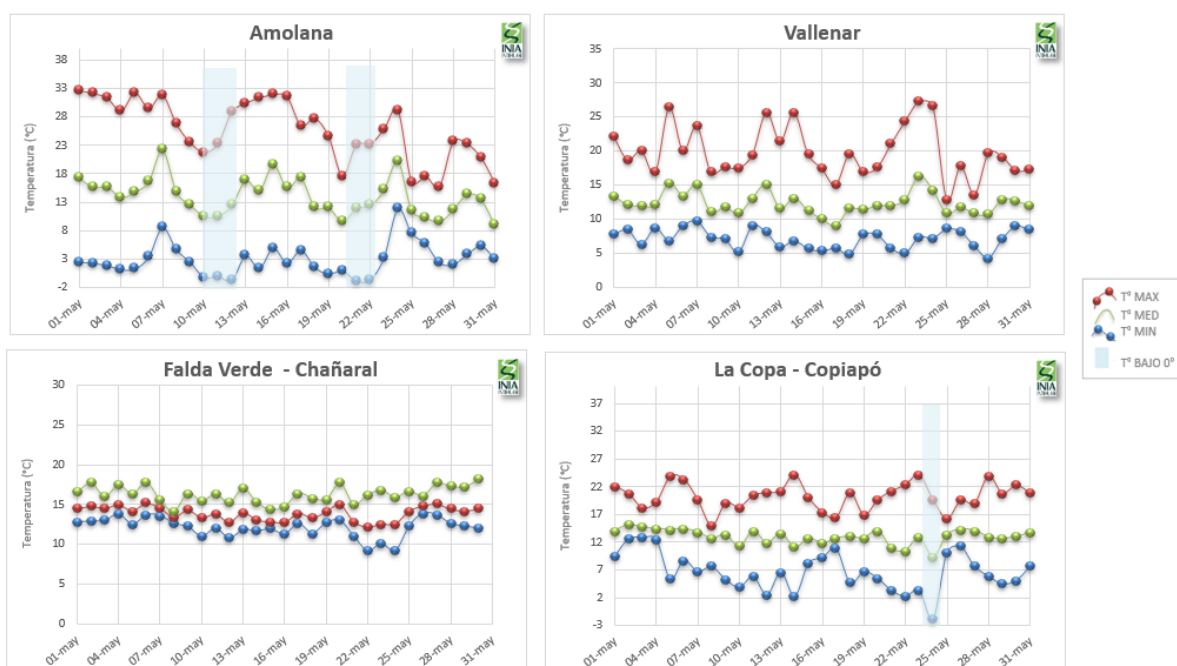 Amolana
INIA
Temperatura (°C)
38
33
28
23
18
13
8
3
-2
01-may
04-may
07-may
10-may
13-may
16-may
19-may
22-may
25-may
28-may
31-may
Vallenar
INIA
Temperatura (°C)
35
30
25
20
15
10
5
0
01-may
04-may
07-may
10-may
13-may
16-may
19-may
22-may
25-may
28-may
31-may
T° MAX
T° MED
T° MIN
T° BAJO 0°
Falda Verde - Chañaral
INIA
Temperatura (°C)
30
25
20
15
10
5
0
01-may
04-may
07-may
10-may
13-may
16-may
19-may
22-may
25-may
28-may
31-may
La Copa - Copiapó
INIA
Temperatura (°C)
37
32
27
22
17
12
7
2
-3
01-may
04-may
07-may
10-may
13-may
16-may
19-may
22-may
25-may
28-may
31-may